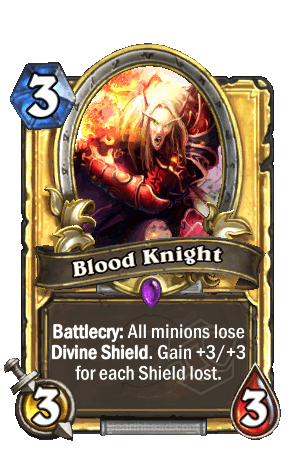 3
Blood Knight
Battlecry: All minions lose
Divine Shield. Gain +3/+3
for each Shield lost.
3 3